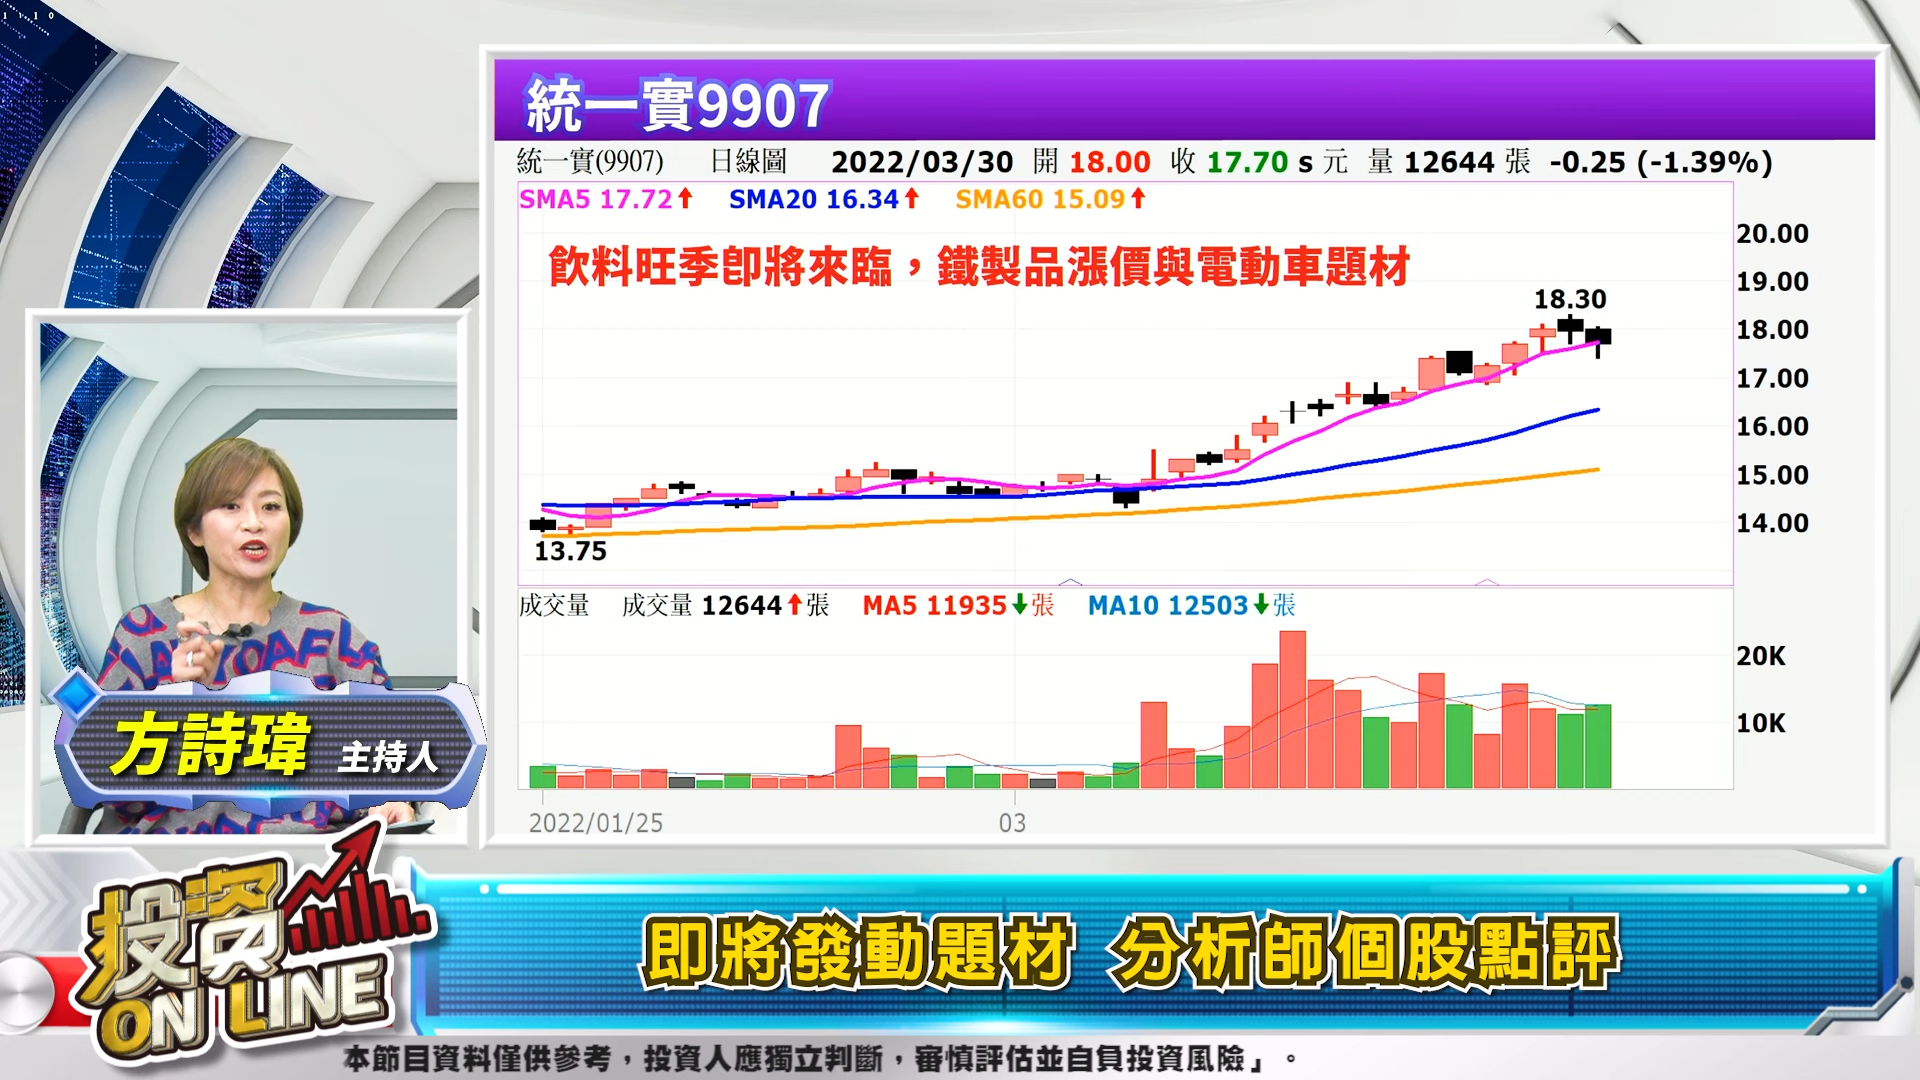 統一實9907
統一實(9907) 日線圖 2022/03/30 開 18.00 收 17.70 s 元 量 12644 張 -0.25 (-1.39%)
SMA5 17.72↑ SMA20 16.34↑ SMA60 15.09↑
飲料旺季即將來臨，鐵製品漲價與電動車題材
20.00
19.00
18.30
18.00
17.00
16.00
15.00
14.00
13.75
成交量 成交量 12644↑張 MA5 11935↓張 MA10 12503↓張
20K
10K
2022/01/25 03
方詩瑋 主持人
投資
ON LINE
即將發動題材 分析師個股點評
本節目資料僅供參考，投資人應獨立判斷，審慎評估並自負投資風險」。